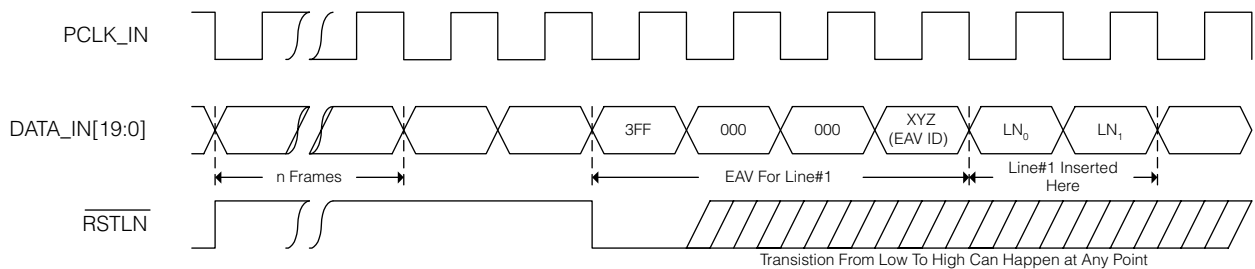 PCLK_IN
DATA_IN[19:0]
3FF
000
000
XYZ
(EAV ID)
LN0
LN1
n Frames
EAV For Line#1
Line#1 Inserted
Here
RSTLN
Transistion From Low To High Can Happen at Any Point